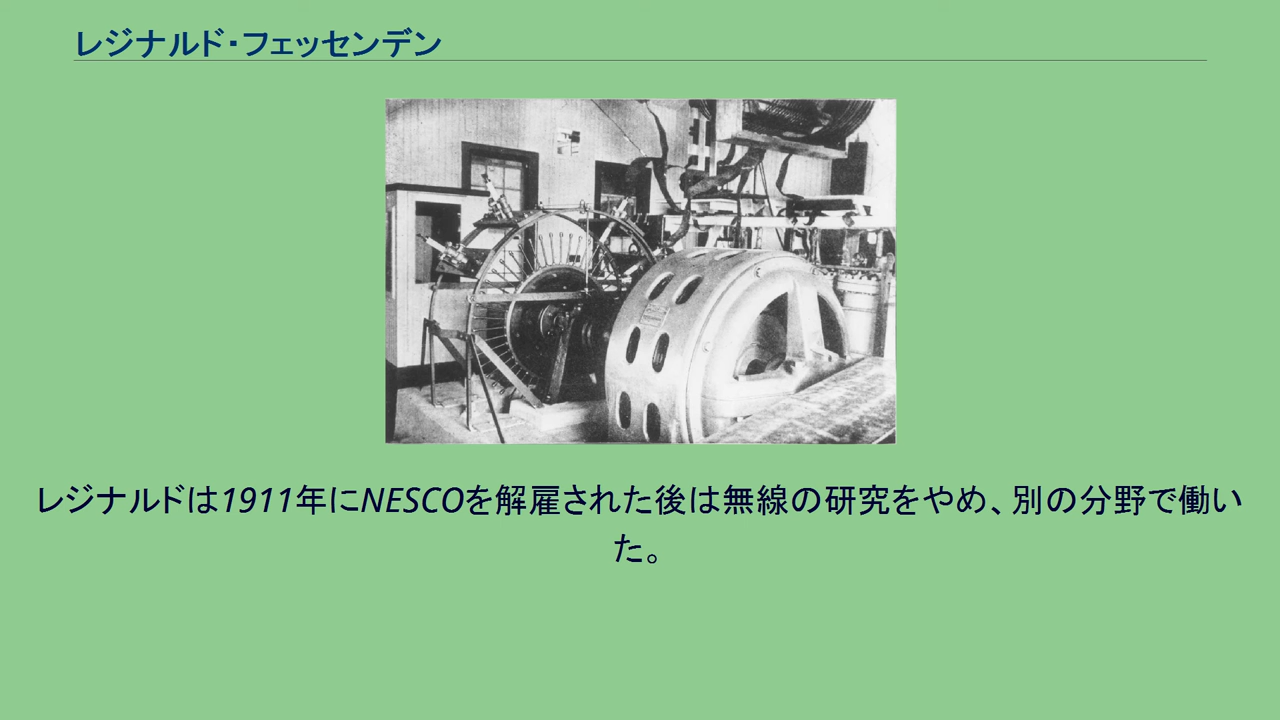 レジナルド・フェッセンデン
レジナルドは1911年にNESCOを解雇された後は無線の研究をやめ、別の分野で働い
た。